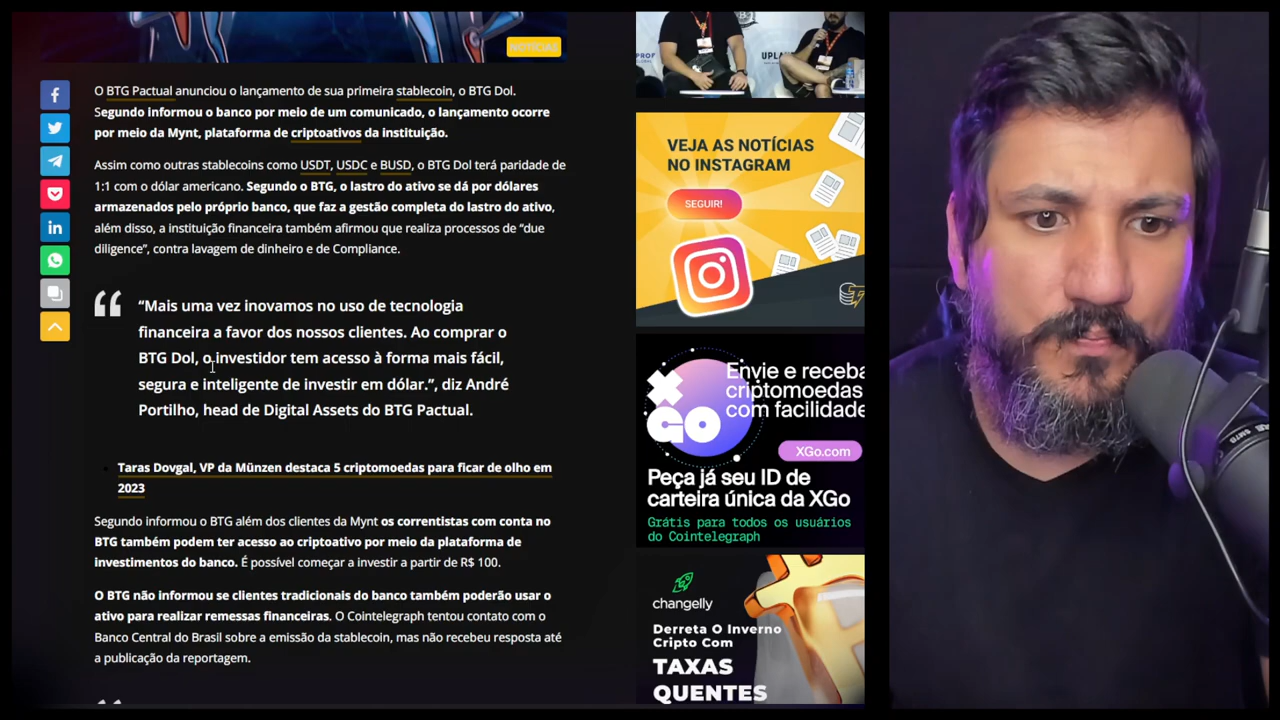 NOTÍCIAS
O BTG Pactual anunciou o lançamento de sua primeira stablecoin, o BTG Dol.
Segundo informou o banco por meio de um comunicado, o lançamento ocorre
por meio da Mynt, plataforma de criptoativos da instituição.
Assim como outras stablecoins como USDT, USDC e BUSD, o BTG Dol terá paridade de
1:1 com o dólar americano. Segundo o BTG, o lastro do ativo se dá por dólares
armazenados pelo próprio banco, que faz a gestão completa do lastro do ativo,
além disso, a instituição financeira também afirmou que realiza processos de “due
diligence”, contra lavagem de dinheiro e de Compliance.
“Mais uma vez inovamos no uso de tecnologia
financeira a favor dos nossos clientes. Ao comprar o
BTG Dol, o investidor tem acesso à forma mais fácil,
segura e inteligente de investir em dólar.”, diz André
Portilho, head de Digital Assets do BTG Pactual.
Taras Dovgal, VP da Münzen destaca 5 criptomoedas para ficar de olho em
2023
Segundo informou o BTG além dos clientes da Mynt os correntistas com conta no
BTG também podem ter acesso ao criptoativo por meio da plataforma de
investimentos do banco. É possível começar a investir a partir de R$ 100.
O BTG não informou se clientes tradicionais do banco também poderão usar o
ativo para realizar remessas financeiras. O Cointelegraph tentou contato com o
Banco Central do Brasil sobre a emissão da stablecoin, mas não recebeu resposta até
a publicação da reportagem.
VEJA AS NOTÍCIAS
NO INSTAGRAM
SEGUIR!
Envie e receba
criptomoedas
com facilidade
XGO
XGo.com
Peça já seu ID de
carteira única da XGo
Grátis para todos os usuários
do Cointelegraph
changelly
Derreta O Inverno
Cripto Com
TAXAS
QUENTES